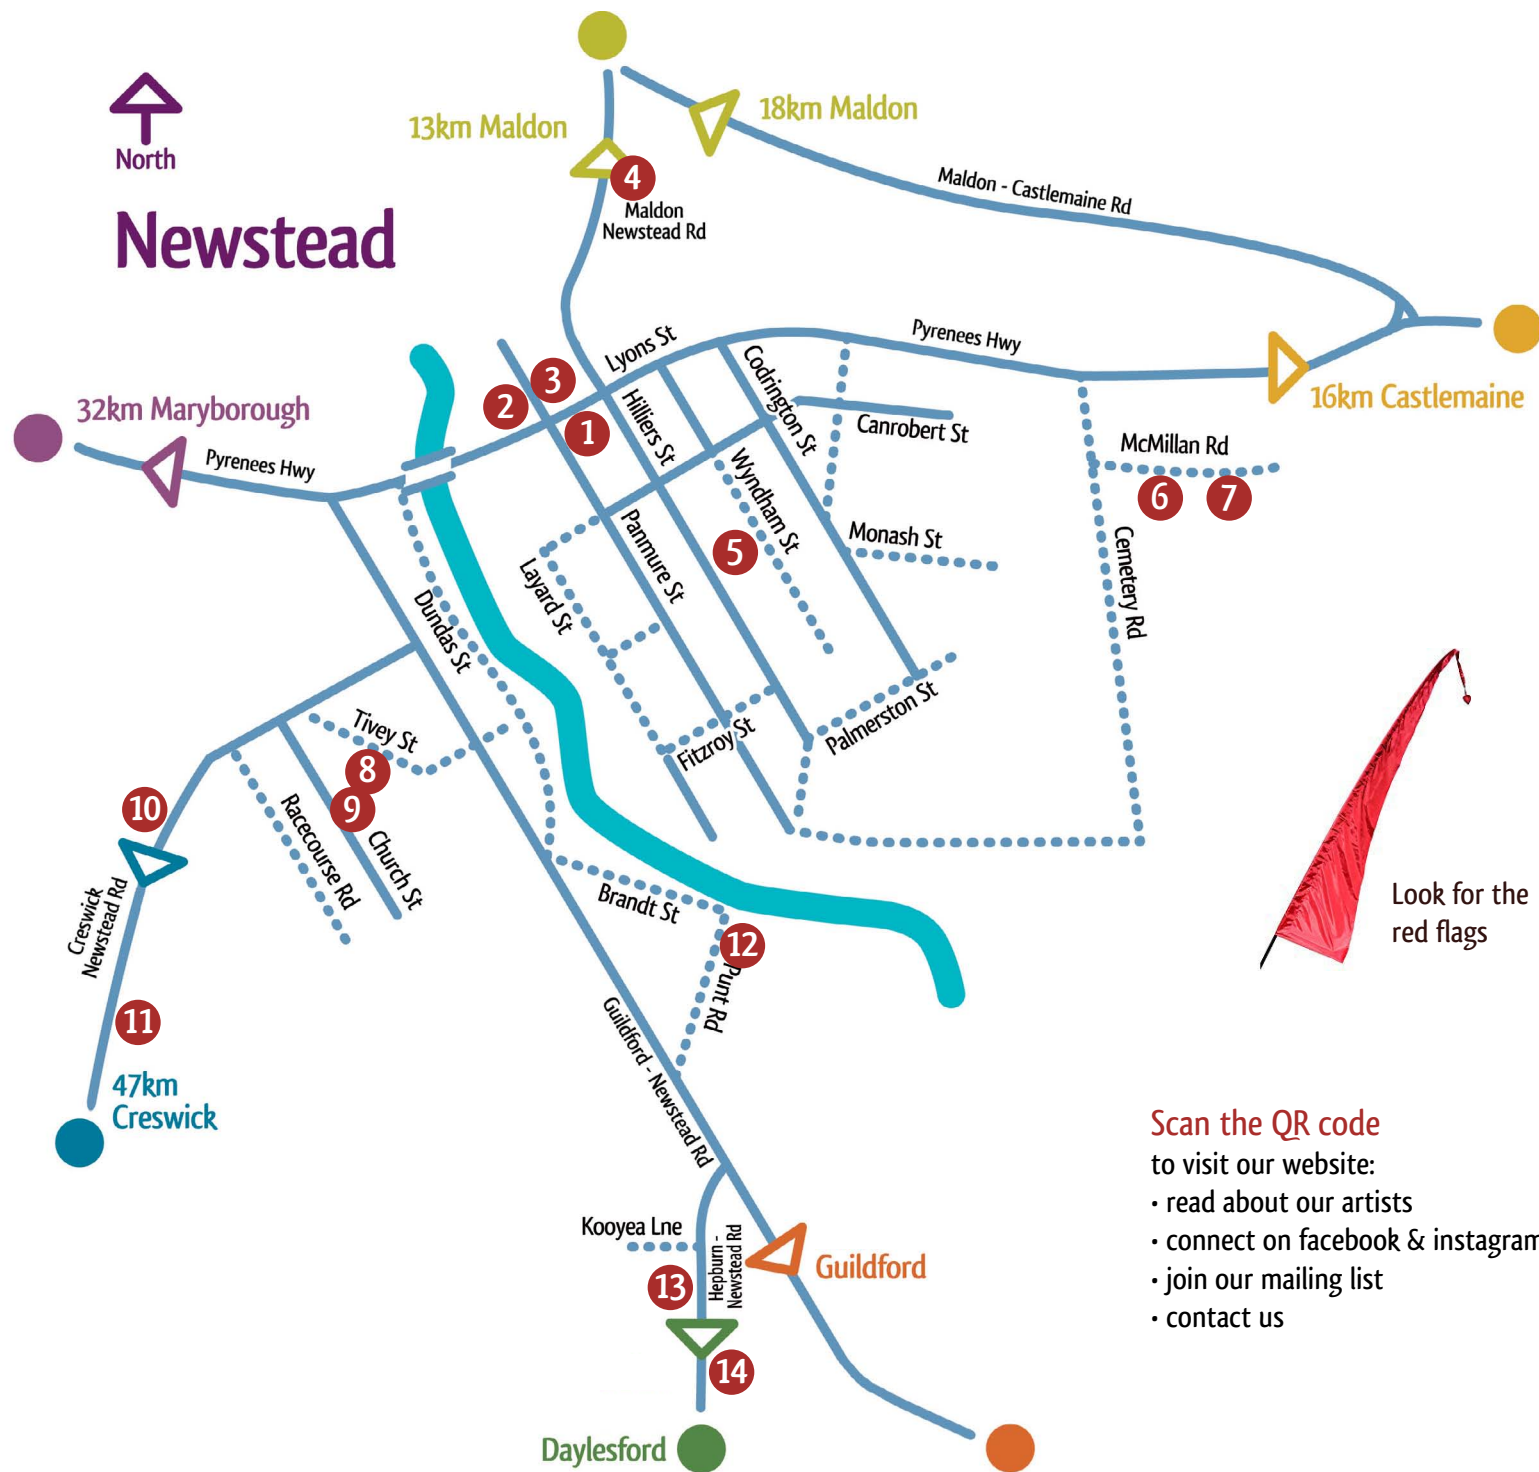 North
Newstead
13km Maldon
18km Maldon
4
Maldon
Newstead Rd
Maldon - Castlemaine Rd
Lyons St
Pyrenees Hwy
16km Castlemaine
32km Maryborough
Pyrenees Hwy
2
3
1
Hilliers St
Codrington St
Canrobert St
McMillan Rd
6
7
Wyndham St
5
Monash St
Cemetery Rd
Panmure St
Layard St
Dundas St
Fitzroy St
Palmerston St
Tivey St
8
9
10
Racecourse Rd
Church St
Creswick
Newstead Rd
11
47km
Creswick
Brandt St
12
Punt Rd
Guildford - Newstead Rd
Kooyea Lne
13
Hepburn -
Newstead Rd
Guildford
14
Daylesford
Look for the
red flags
Scan the QR code
to visit our website:
• read about our artists
• connect on facebook & instagram
• join our mailing list
• contact us